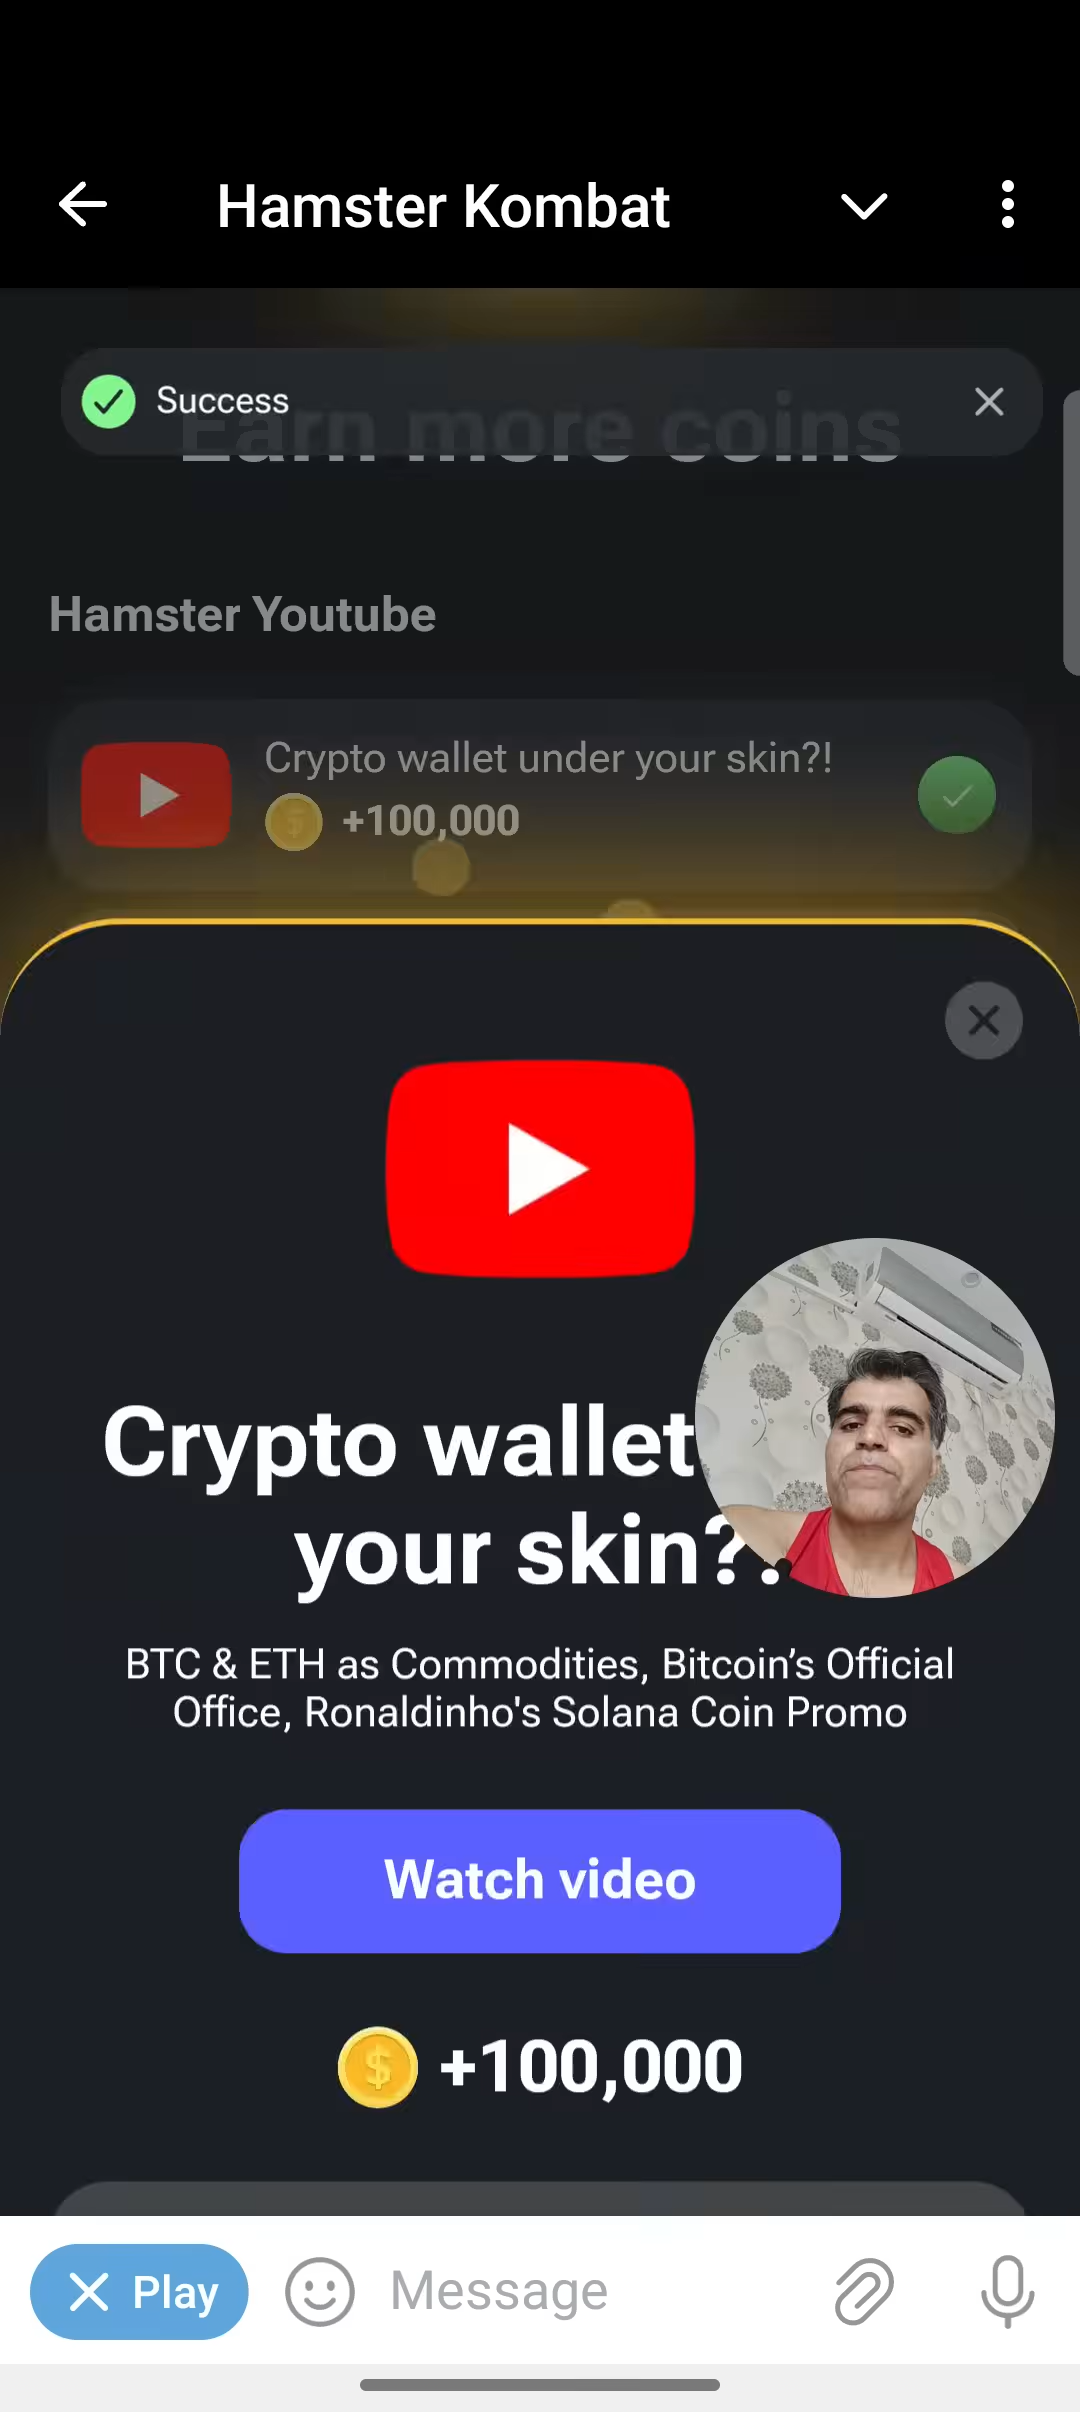 Hamster Kombat
Success
Earn more coins
Hamster Youtube
Crypto wallet under your skin?!
+100,000
Crypto wallet
your skin?
BTC & ETH as Commodities, Bitcoin’s Official
Office, Ronaldinho's Solana Coin Promo
Watch video
+100,000
Play
Message